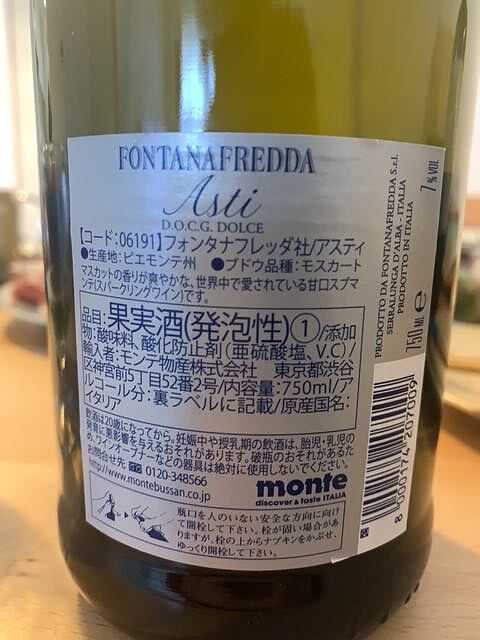 FONTANAFREDDA
Asti
D.O.C.G. DOLCE
【コード:06191】フォンタナフレッダ社/アスティ
●生産地:ピエモンテ州 ●ブドウ品種:モスカート
マスカットの香りが爽やかな、世界中で愛されている甘口スプマ
ンテ(スパークリングワイン)です。
品目:果実酒(発泡性)①/添加
物:酸味料、酸化防止剤(亜硫酸塩、V.C)/
輸入者:モンテ物産株式会社 東京都渋谷
区神宮前5丁目52番2号/内容量:750ml/ア
ルコール分:裏ラベルに記載/原産国名:
イタリア
飲酒は20歳になってから。妊娠中や授乳期の飲酒は、胎児・乳児の
発育に悪影響を与えるおそれがあります。破瓶のおそれがあるた
め、ワインオープナーなどの器具は絶対に使用しないでください。
お問合せ先 0120-348566
http://www.montebussan.co.jp
monte
discover & taste ITALIA
瓶口を人のいない安全な方向に向け
て開栓して下さい。栓が固い場合があ
りますが、栓の上からナプキンをかぶせ、
ゆっくり開栓して下さい。
PRODOTTO DA FONTANAFREDDA S.r.l.
SERRALUNGA D'ALBA - ITALIA
PRODOTTO IN ITALIA
750 ML e 7 % VOL
8 000174 207009